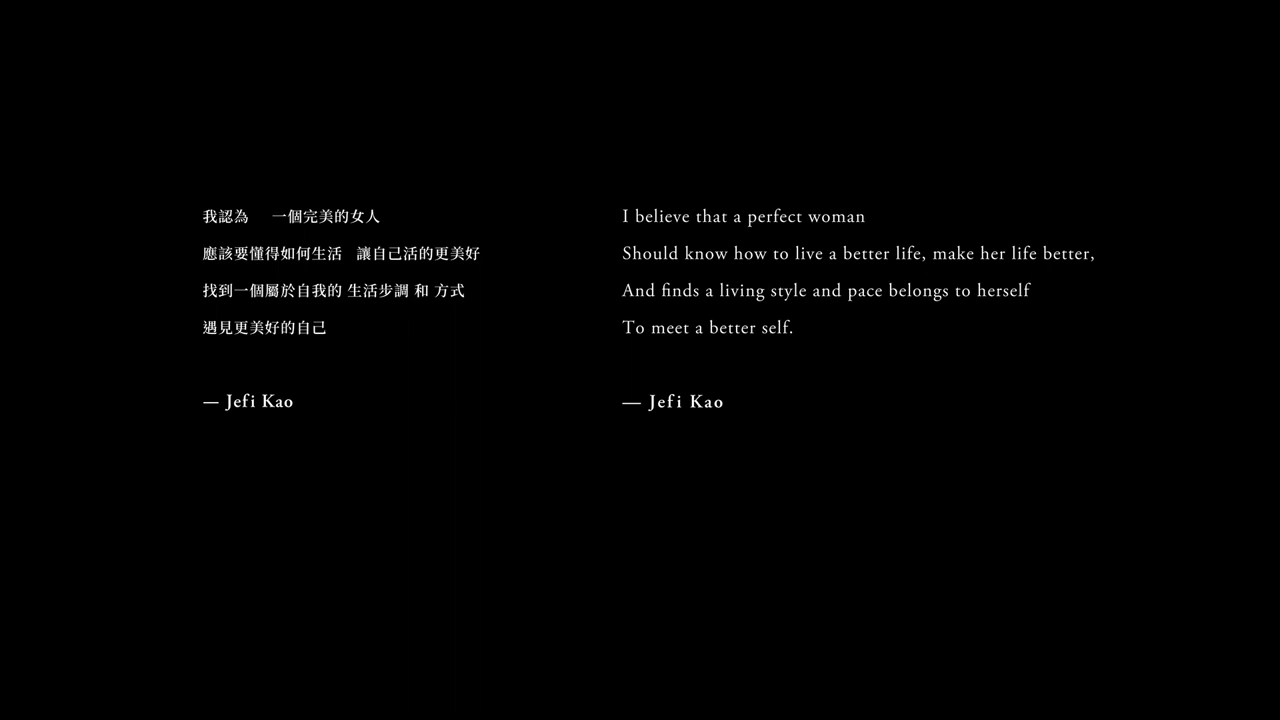 我認為 一個完美的女人
應該要懂得如何生活 讓自己活的更美好
找到一個屬於自我的 生活步調 和 方式
遇見更美好的自己
— Jefi Kao
I believe that a perfect woman
Should know how to live a better life, make her life better,
And finds a living style and pace belongs to herself
To meet a better self.
— Jefi Kao